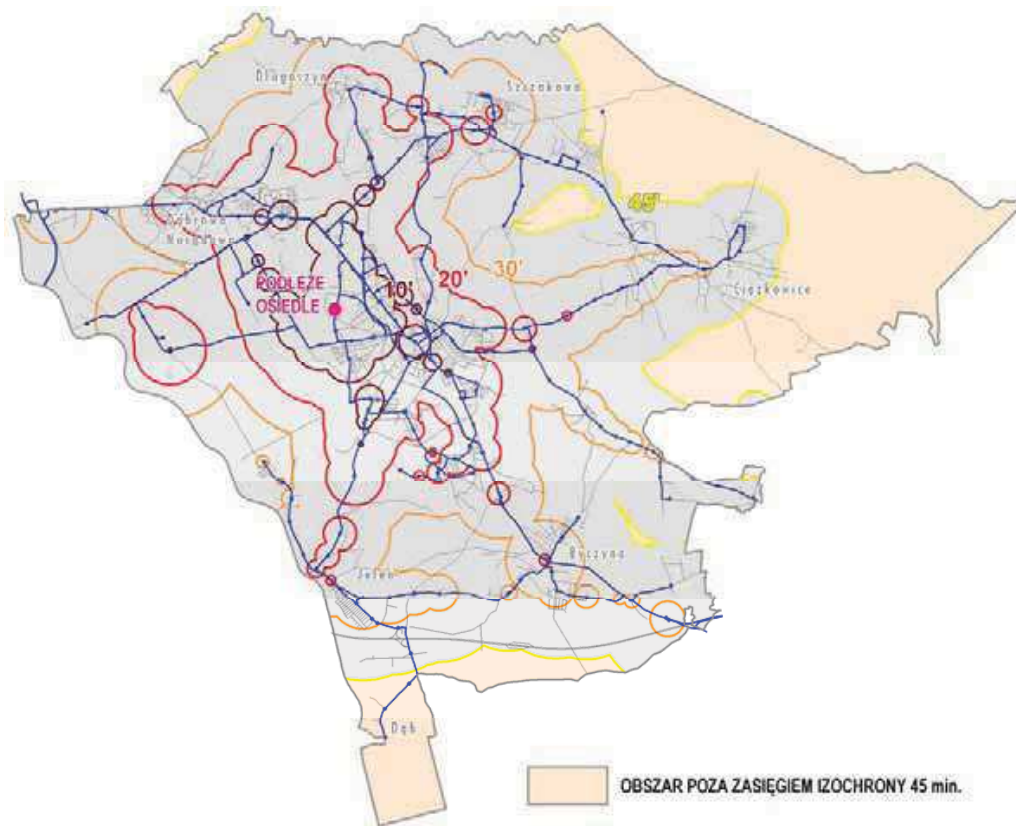 Długoszyn
Szczakowa
45'
Dąbrowa
Narodowa
30'
20'
PODŁĘŻE
OSIEDLE
10'
Ciężkowice
Byczyna
Jeleń
Dąb
OBSZAR POZA ZASIĘGIEM IZOCHRONY 45 min.